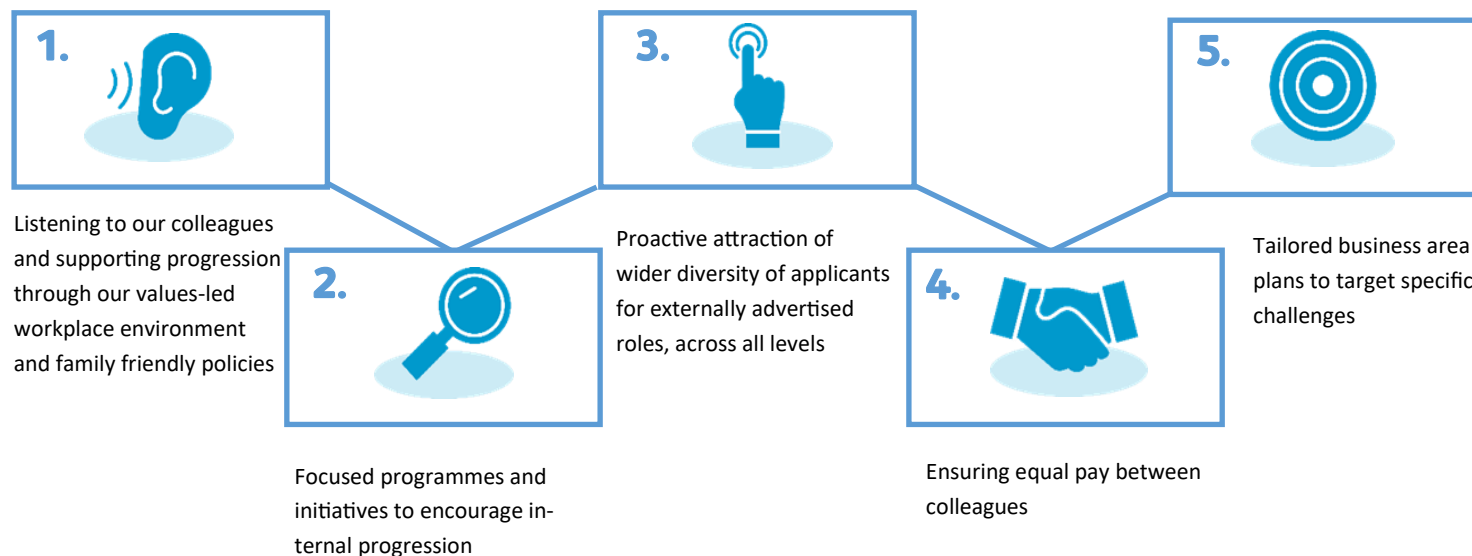 1.
Listening to our colleagues
and supporting progression
through our values-led
workplace environment
and family friendly policies
2.
Focused programmes and
initiatives to encourage in-
ternal progression
3.
Proactive attraction of
wider diversity of applicants
for externally advertised
roles, across all levels
4.
Ensuring equal pay between
colleagues
5.
Tailored business area
plans to target specific
challenges